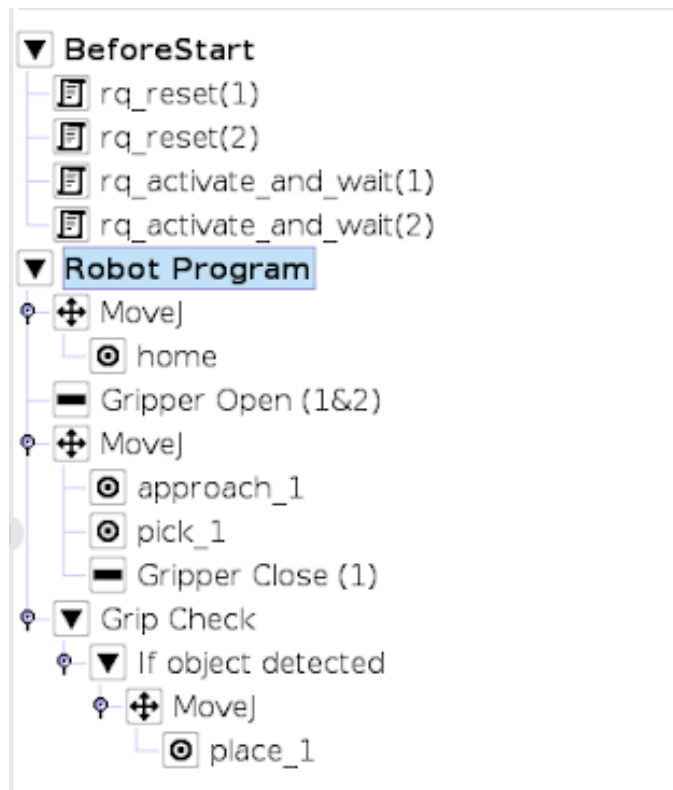 BeforeStart
rq_reset(1)
rq_reset(2)
rq_activate_and_wait(1)
rq_activate_and_wait(2)
Robot Program
MoveJ
home
Gripper Open (1&2)
MoveJ
approach_1
pick_1
Gripper Close (1)
Grip Check
If object detected
MoveJ
place_1